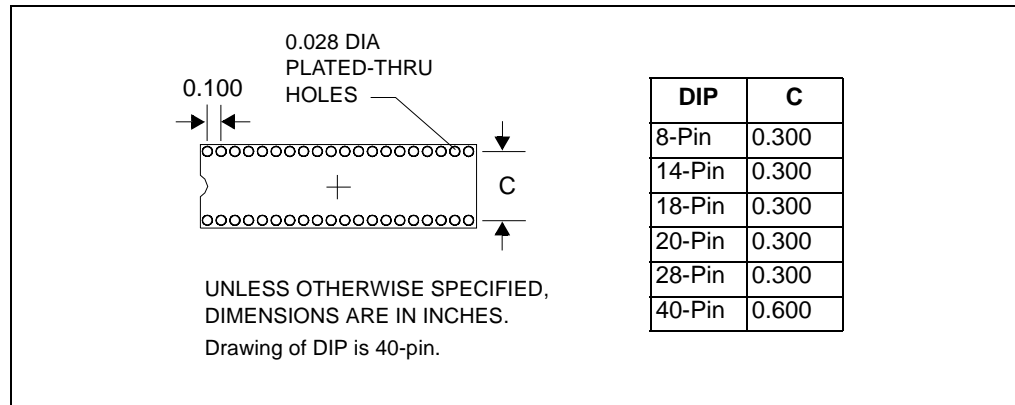 0.028 DIA
PLATED-THRU
HOLES
0.100
C
UNLESS OTHERWISE SPECIFIED,
DIMENSIONS ARE IN INCHES.
Drawing of DIP is 40-pin.
DIP C
8-Pin 0.300
14-Pin 0.300
18-Pin 0.300
20-Pin 0.300
28-Pin 0.300
40-Pin 0.600